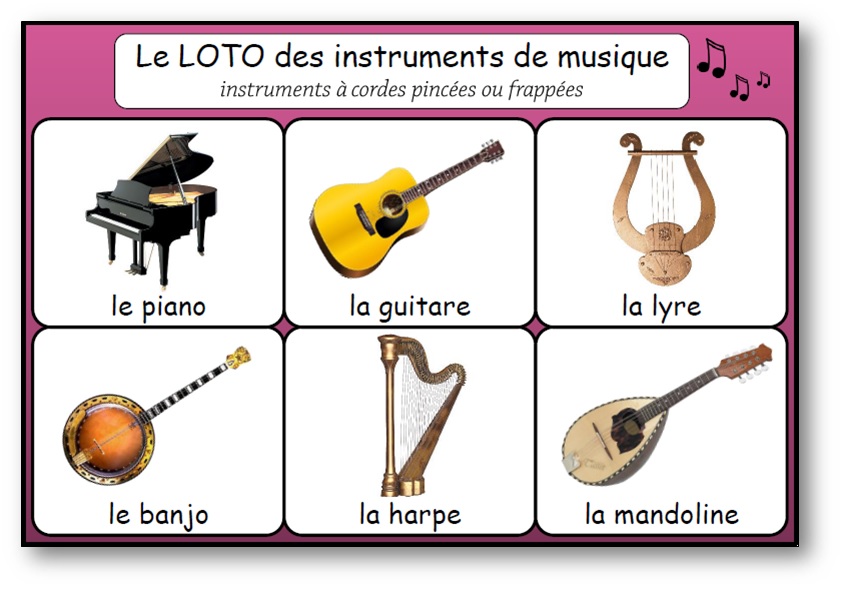 Le LOTO des instruments de musique
instruments à cordes pincées ou frappées
le piano
la guitare
la lyre
le banjo
la harpe
la mandoline